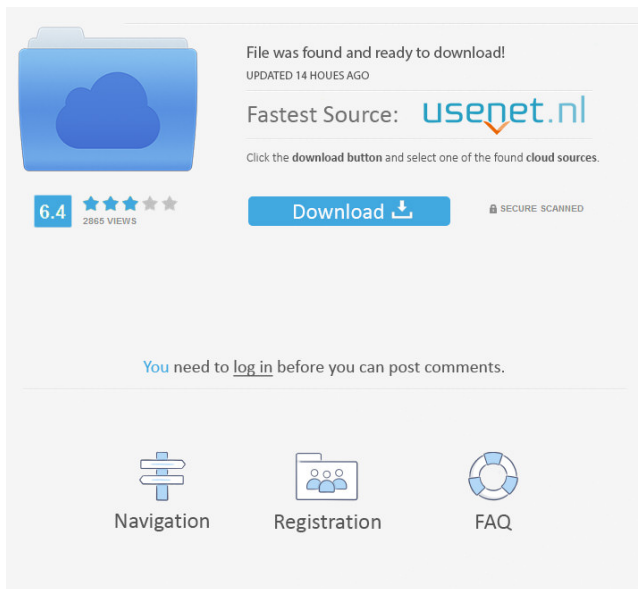 File was found and ready to download!
UPDATED 14 HOUES AGO
Fastest Source: usenet.nl
Click the download button and select one of the found cloud sources.
6.4
2865 VIEWS
Download
SECURE SCANNED
You need to log in before you can post comments.
Navigation
Registration
FAQ